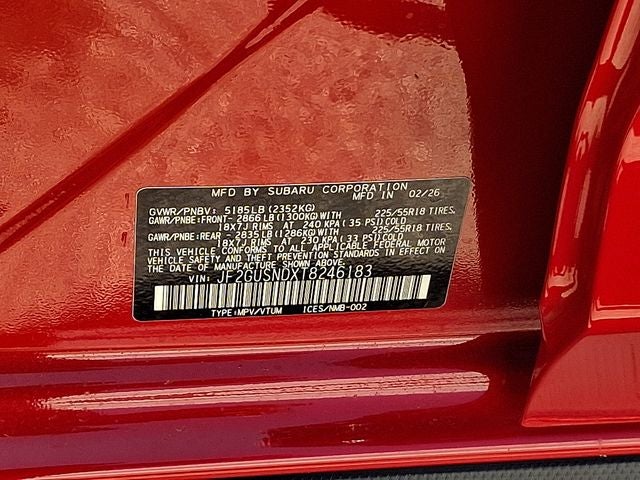 MFD BY SUBARU CORPORATION
MFD IN 02/26
GVWR/PNBV: 5185LB (2352KG)
GAWR/PNBE:FRONT- 2866LB(1300KG)WITH 225/55R18 TIRES,
18X7J RIMS AT 240 KPA(35 PSI)COLD
GAWR/PNBE:REAR - 2835LB(1286KG)WITH 225/55R18 TIRES,
18X7J RIMS AT 230 KPA(33 PSI)COLD
THIS VEHICLE CONFORMS TO ALL APPLICABLE FEDERAL MOTOR
VEHICLE SAFETY AND THEFT PREVENTION STANDARDS IN EFFECT
ON THE DATE OF MANUFACTURE SHOWN ABOVE.
VIN: JF2GUSNDXT8246183
TYPE:MPV/VTUM ICES/NMB-002